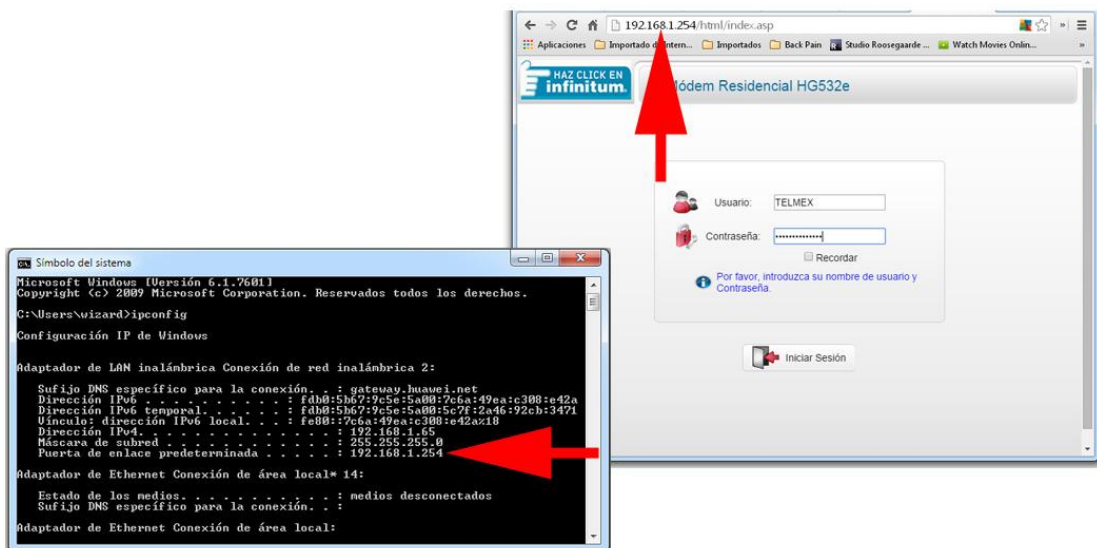 192.168.1.254/html/index.asp
Aplicaciones Importado de Intern... Importados Back Pain Studio Roosegaarde ... Watch Movies Onlin...
HAZ CLICK EN
infinitum.
Módem Residencial HG532e
Usuario: TELMEX
Contraseña:
Recordar
Por favor, introduzca su nombre de usuario y
Contraseña.
Iniciar Sesión
Símbolo del sistema
Microsoft Windows [Versión 6.1.7601]
Copyright (c) 2009 Microsoft Corporation. Reservados todos los derechos.
C:\Users\wizard>ipconfig
Configuración IP de Windows
Adaptador de LAN inalámbrica Conexión de red inalámbrica 2:
Sufijo DNS específico para la conexión. . : gateway.huawei.net
Dirección IPv6 . . . . . . . . . . : fdb0:5b67:9c5e:5a00:7c6a:49ea:c308:e42a
Dirección IPv6 temporal. . . . . . : fdb0:5b67:9c5e:5a00:5c7f:2a46:92cb:3471
Vínculo: dirección IPv6 local. . . : fe80::7c6a:49ea:c308:e42a%18
Dirección IPv4. . . . . . . . . . . . . . : 192.168.1.65
Máscara de subred . . . . . . . . . . . . : 255.255.255.0
Puerta de enlace predeterminada . . . . . : 192.168.1.254
Adaptador de Ethernet Conexión de área local* 14:
Estado de los medios. . . . . . . . . . . : medios desconectados
Sufijo DNS específico para la conexión. . :
Adaptador de Ethernet Conexión de área local: